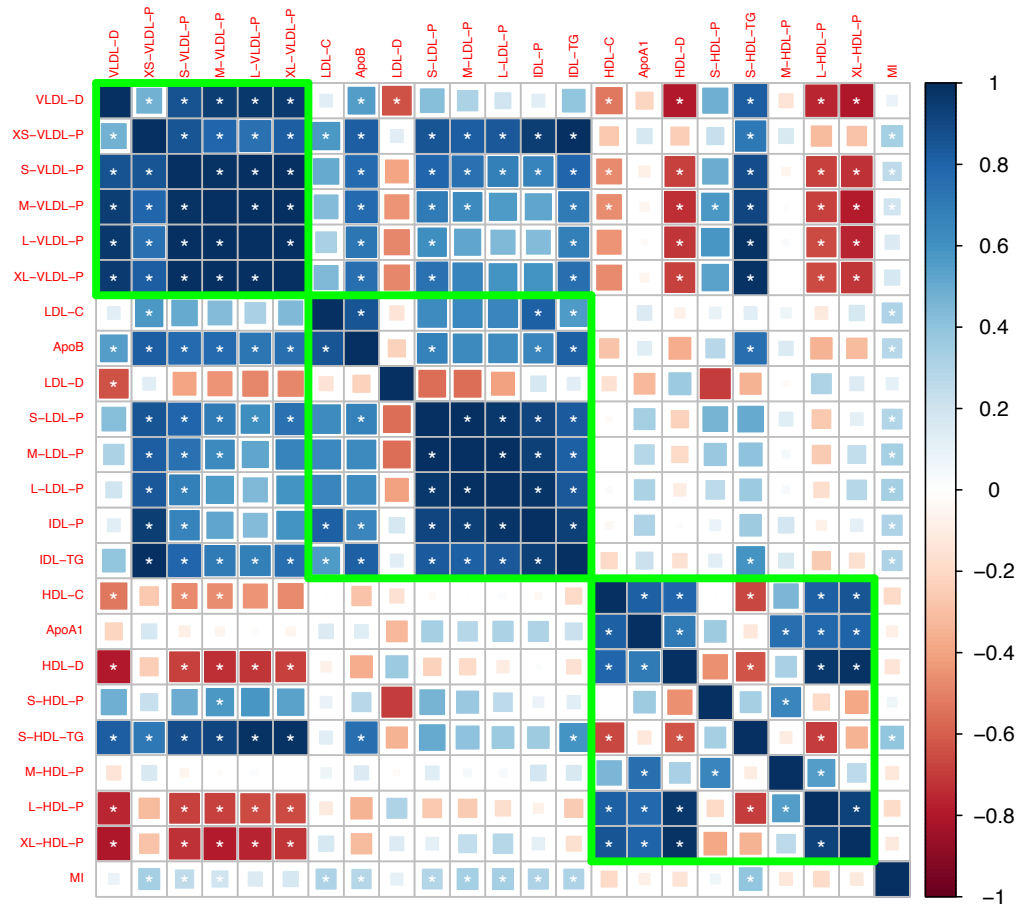 VLDL−D
XS−VLDL−P
S−VLDL−P
M−VLDL−P
L−VLDL−P
XL−VLDL−P
LDL−C
ApoB
LDL−D
S−LDL−P
M−LDL−P
L−LDL−P
IDL−P
IDL−TG
HDL−C
ApoA1
HDL−D
S−HDL−P
S−HDL−TG
M−HDL−P
L−HDL−P
XL−HDL−P
MI
VLDL−D
XS−VLDL−P
S−VLDL−P
M−VLDL−P
L−VLDL−P
XL−VLDL−P
LDL−C
ApoB
LDL−D
S−LDL−P
M−LDL−P
L−LDL−P
IDL−P
IDL−TG
HDL−C
ApoA1
HDL−D
S−HDL−P
S−HDL−TG
M−HDL−P
L−HDL−P
XL−HDL−P
MI
1
0.8
0.6
0.4
0.2
0
−0.2
−0.4
−0.6
−0.8
−1